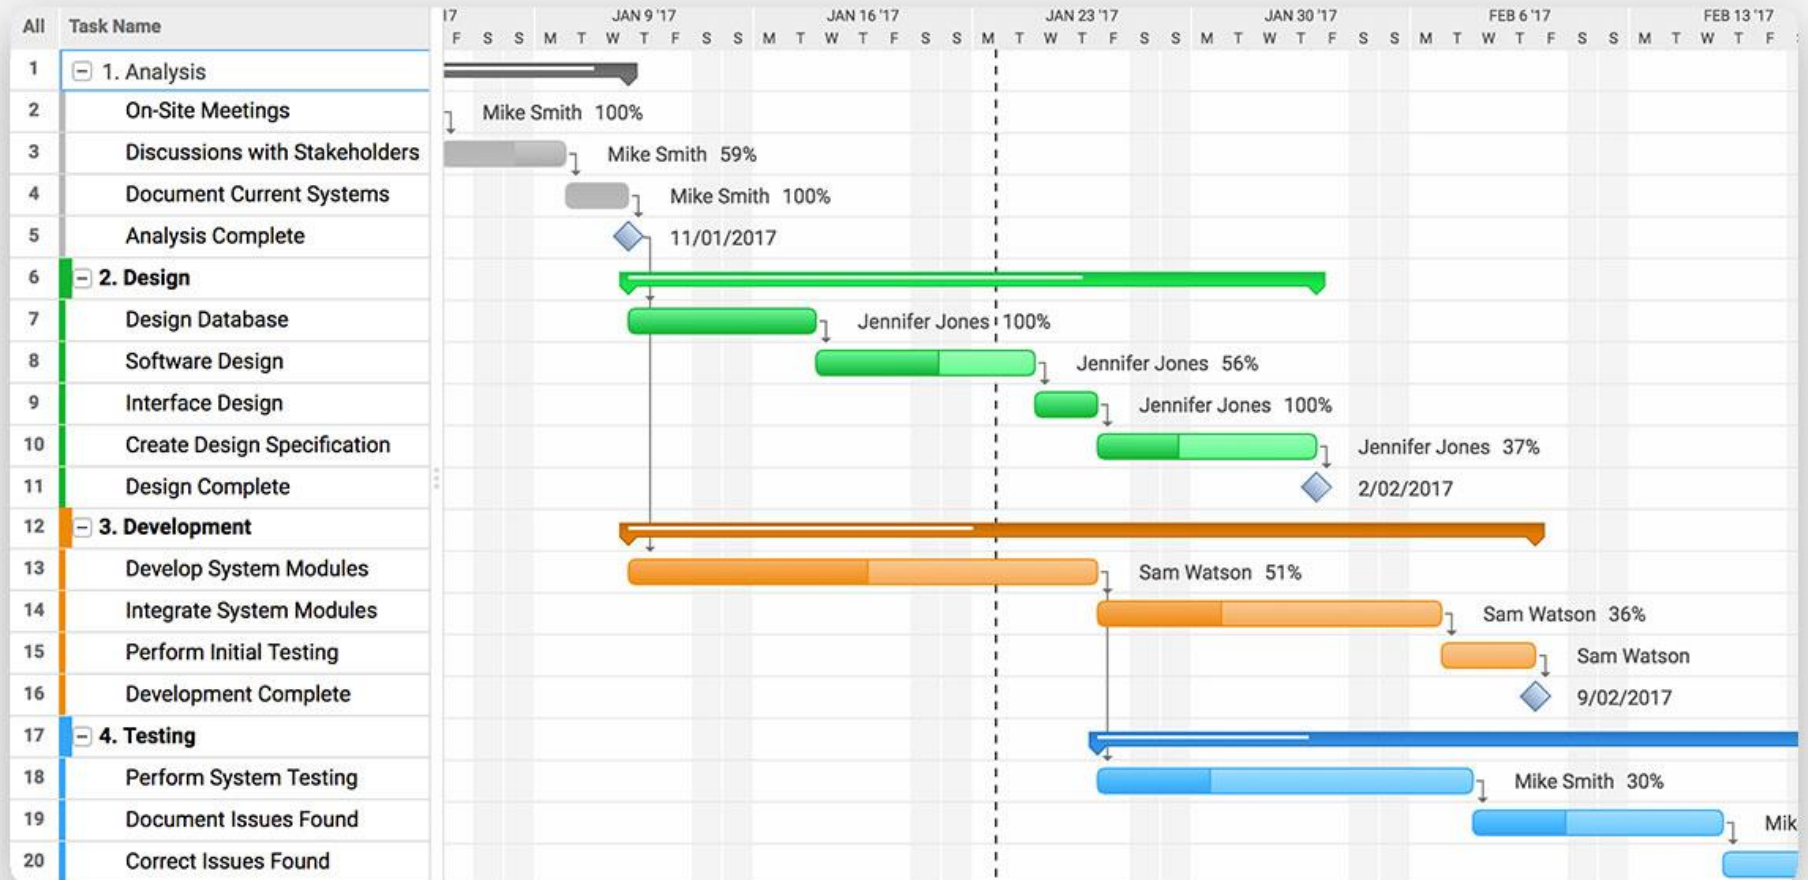 All Task Name 17 JAN 9 '17 JAN 16 '17 JAN 23 '17 JAN 30 '17 FEB 6 '17 FEB 13 '17
F S S M T W T F S S M T W T F S S M T W T F S S M T W T F S S M T W T F S S M T W T F
1 1. Analysis
2 On-Site Meetings Mike Smith 100%
3 Discussions with Stakeholders Mike Smith 59%
4 Document Current Systems Mike Smith 100%
5 Analysis Complete 11/01/2017
6 2. Design
7 Design Database Jennifer Jones 100%
8 Software Design Jennifer Jones 56%
9 Interface Design Jennifer Jones 100%
10 Create Design Specification Jennifer Jones 37%
11 Design Complete 2/02/2017
12 3. Development
13 Develop System Modules Sam Watson 51%
14 Integrate System Modules Sam Watson 36%
15 Perform Initial Testing Sam Watson
16 Development Complete 9/02/2017
17 4. Testing
18 Perform System Testing Mike Smith 30%
19 Document Issues Found Mik
20 Correct Issues Found